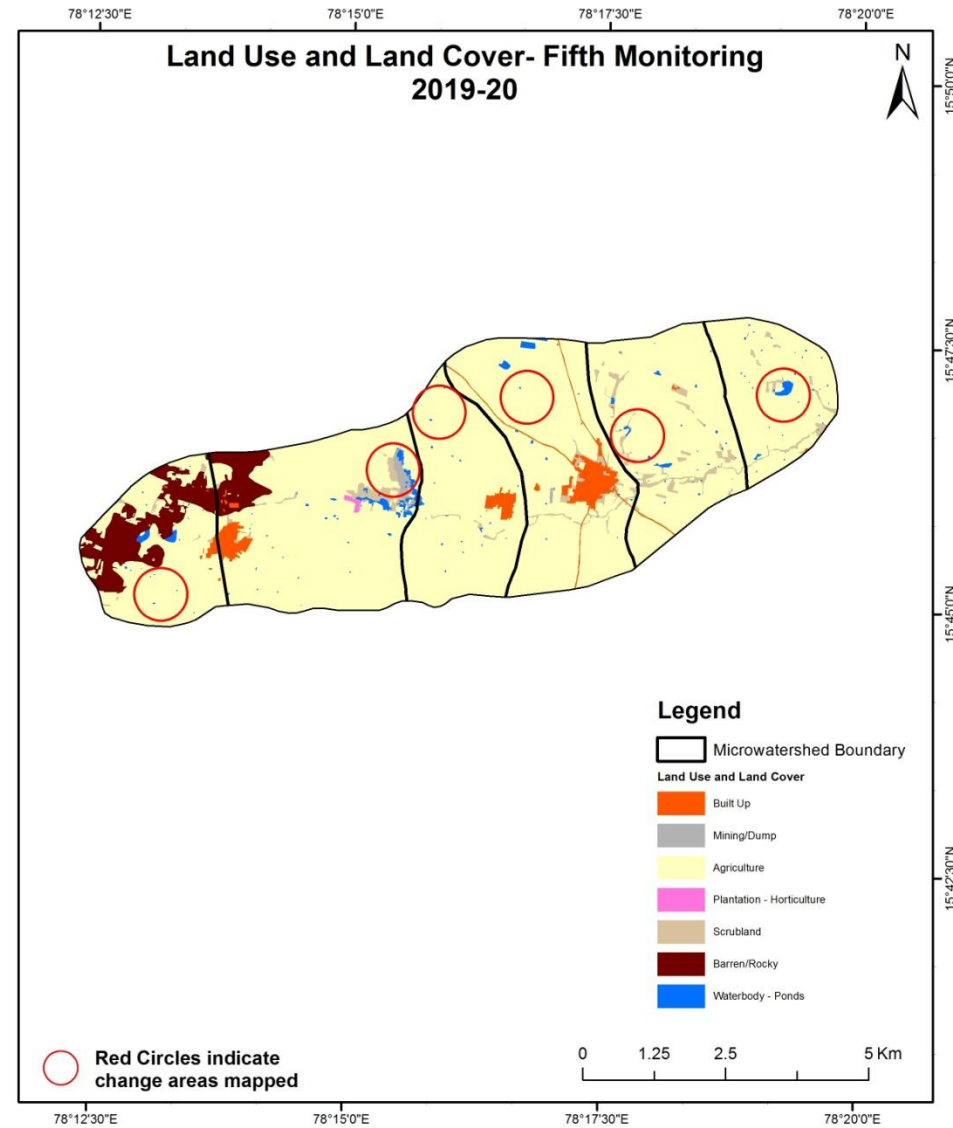 78°12'30"E 78°15'0"E 78°17'30"E 78°20'0"E
Land Use and Land Cover- Fifth Monitoring
2019-20
N
15°50'0"N
15°47'30"N
15°45'0"N
15°42'30"N
Legend
Microwatershed Boundary
Land Use and Land Cover
Built Up
Mining/Dump
Agriculture
Plantation - Horticulture
Scrubland
Barren/Rocky
Waterbody - Ponds
Red Circles indicate
change areas mapped
0 1.25 2.5 5 Km
78°12'30"E 78°15'0"E 78°17'30"E 78°20'0"E